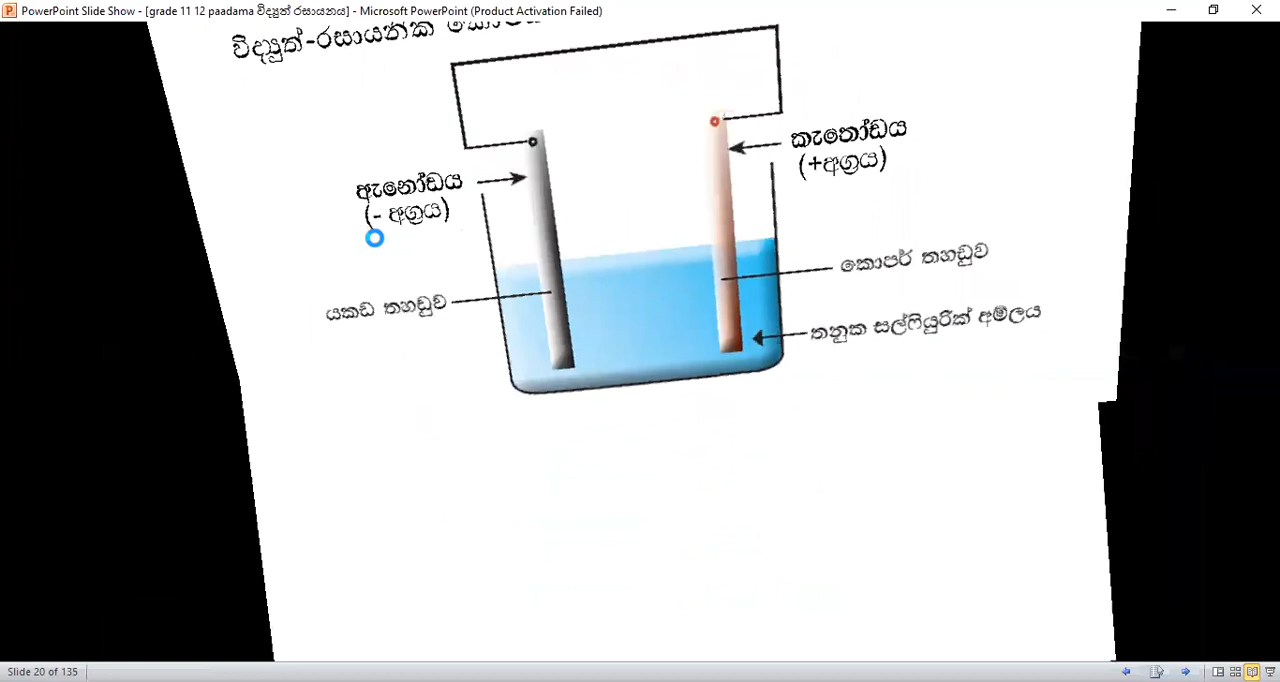 PowerPoint Slide Show - [grade 11 12 paadama විද්‍යුත් රසායනය] - Microsoft PowerPoint (Product Activation Failed)
විද්‍යුත්-රසායනික
කැතෝඩය
(+අග්‍රය)
ඇනෝඩය
(- අග්‍රය)
කොපර් තහඩුව
යකඩ තහඩුව
තනුක සල්ෆියුරික් අම්ලය
Slide 20 of 135